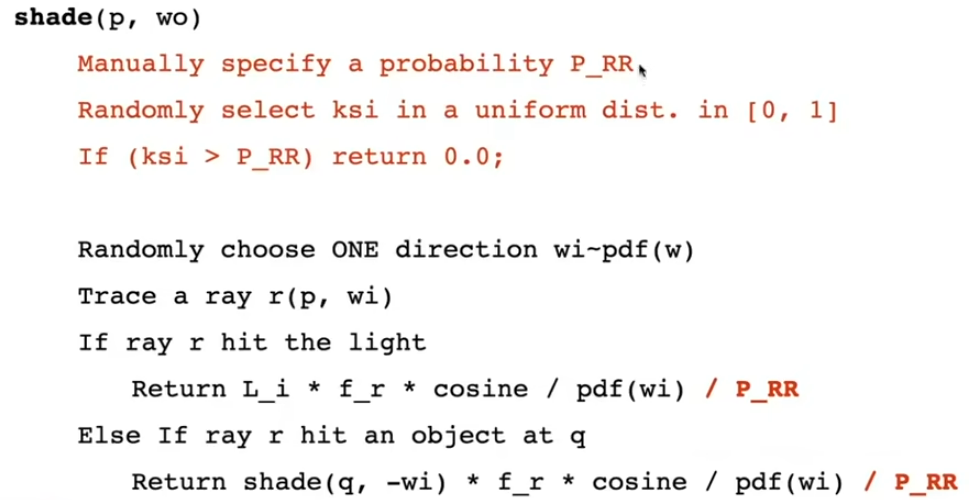 shade(p, wo)
Manually specify a probability P_RR
Randomly select ksi in a uniform dist. in [0, 1]
If (ksi > P_RR) return 0.0;
Randomly choose ONE direction wi~pdf(w)
Trace a ray r(p, wi)
If ray r hit the light
Return L_i * f_r * cosine / pdf(wi) / P_RR
Else If ray r hit an object at q
Return shade(q, -wi) * f_r * cosine / pdf(wi) / P_RR